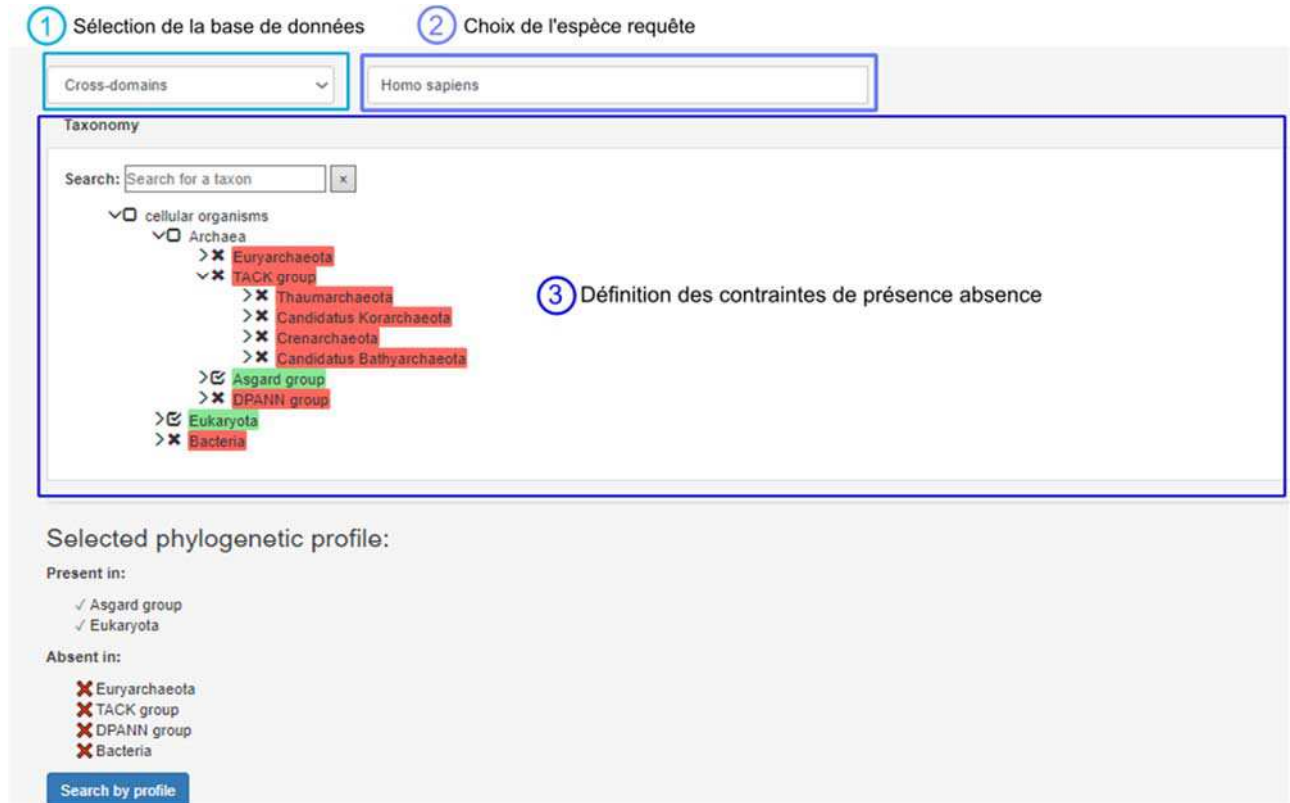 1 Sélection de la base de données 2 Choix de l'espèce requête
Cross-domains Homo sapiens
Taxonomy
Search: Search for a taxon x
cellular organisms
Archaea
Euryarchaeota
TACK group
Thaumarchaeota
Candidatus Korarchaeota
Crenarchaeota
Candidatus Bathyarchaeota
Asgard group
DPANN group
Eukaryota
Bacteria
3 Définition des contraintes de présence absence
Selected phylogenetic profile:
Present in:
✓ Asgard group
✓ Eukaryota
Absent in:
Euryarchaeota
TACK group
DPANN group
Bacteria
Search by profile